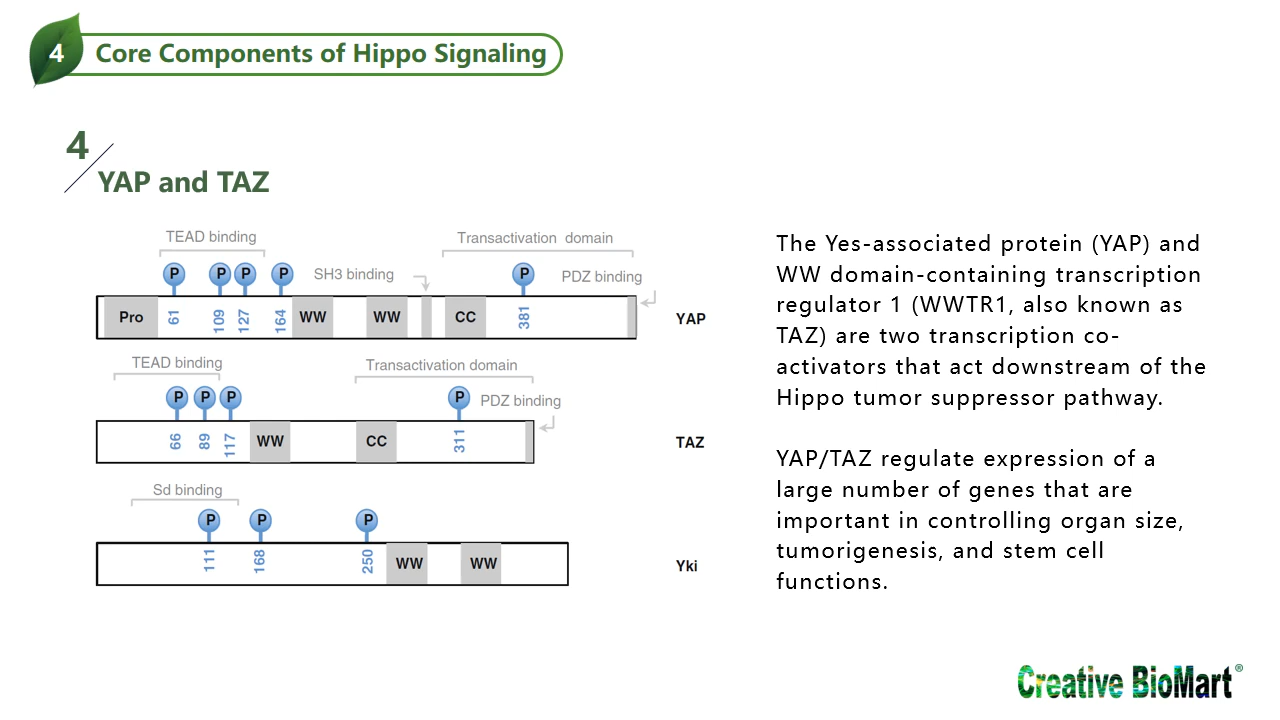 4
Core Components of Hippo Signaling
4
YAP and TAZ
TEAD binding
Transactivation domain
SH3 binding
PDZ binding
P P P P P
Pro 61 109 127 164 WW WW CC 381
YAP
TEAD binding
Transactivation domain
PDZ binding
P P P P
66 89 117 WW CC 311
TAZ
Sd binding
P P P
111 168 250 WW WW
Yki
The Yes-associated protein (YAP) and
WW domain-containing transcription
regulator 1 (WWTR1, also known as
TAZ) are two transcription co-
activators that act downstream of the
Hippo tumor suppressor pathway.
YAP/TAZ regulate expression of a
large number of genes that are
important in controlling organ size,
tumorigenesis, and stem cell
functions.
Creative BioMart®